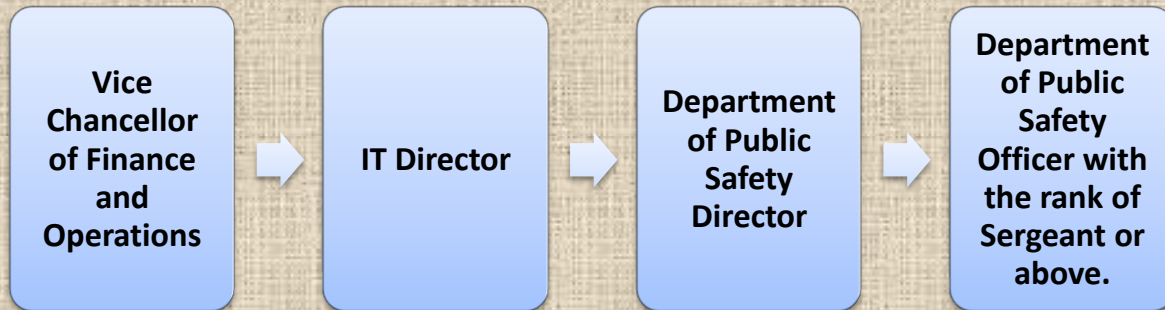 Vice
Chancellor
of Finance
and
Operations
IT Director
Department
of Public
Safety
Director
Department
of Public
Safety
Officer with
the rank of
Sergeant or
above.